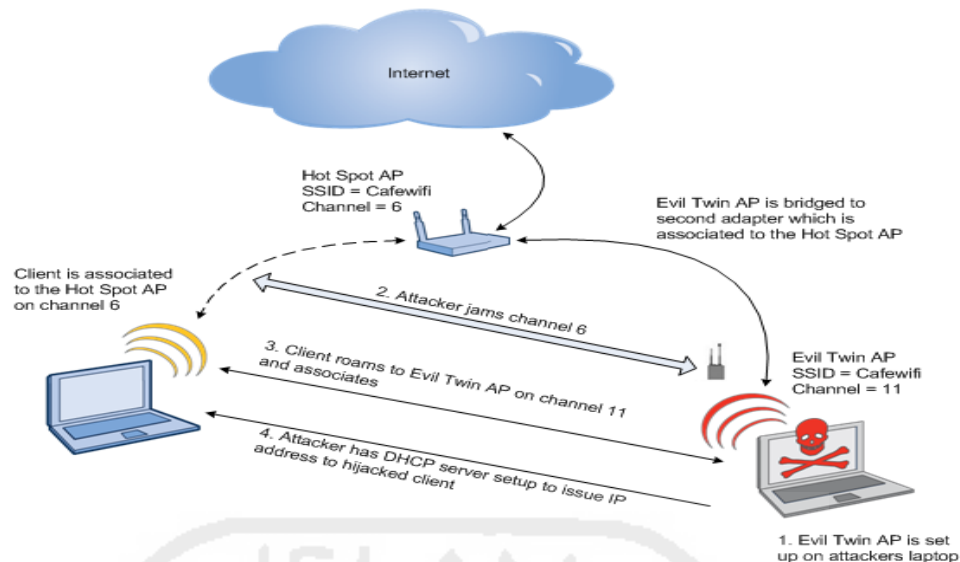 Internet
Hot Spot AP
SSID = Cafewifi
Channel = 6
Evil Twin AP is bridged to
second adapter which is
associated to the Hot Spot AP
Client is associated
to the Hot Spot AP
on channel 6
2. Attacker jams channel 6
3. Client roams to Evil Twin AP on channel 11
and associates
Evil Twin AP
SSID = Cafewifi
Channel = 11
4. Attacker has DHCP server setup to issue IP
address to hijacked client
1. Evil Twin AP is set
up on attackers laptop
ISLAM